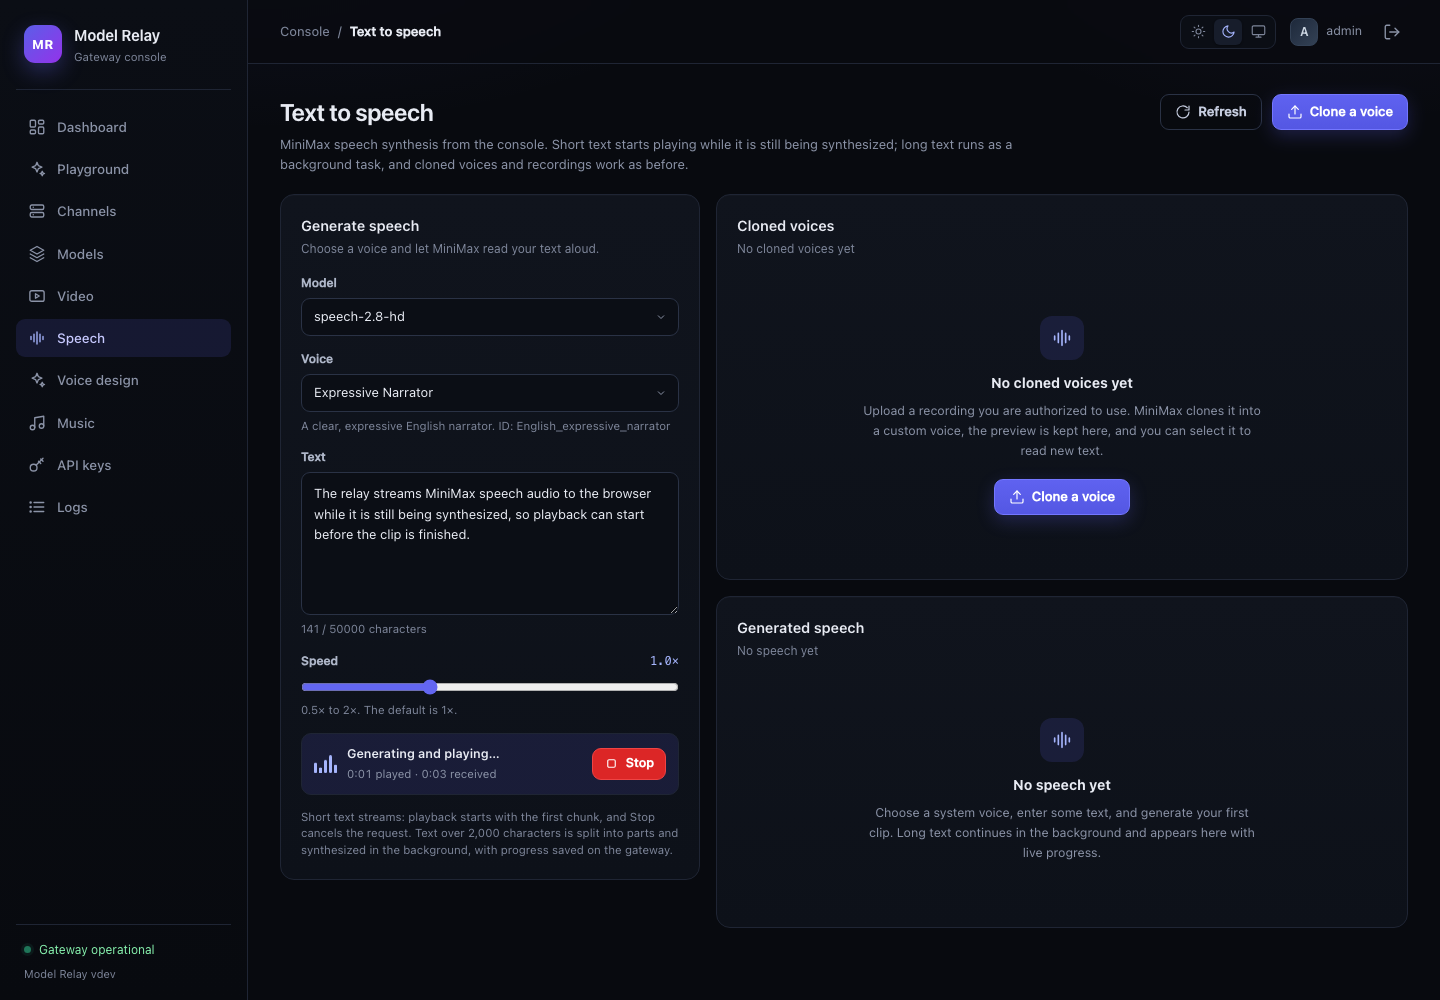 MR
Model Relay
Gateway console
Dashboard
Playground
Channels
Models
Video
Speech
Voice design
Music
API keys
Logs
Gateway operational
Model Relay vdev
Console / Text to speech
A
admin
Text to speech
MiniMax speech synthesis from the console. Short text starts playing while it is still being synthesized; long text runs as a
background task, and cloned voices and recordings work as before.
Refresh
Clone a voice
Generate speech
Choose a voice and let MiniMax read your text aloud.
Model
speech-2.8-hd
Voice
Expressive Narrator
A clear, expressive English narrator. ID: English_expressive_narrator
Text
The relay streams MiniMax speech audio to the browser
while it is still being synthesized, so playback can start
before the clip is finished.
141 / 50000 characters
Speed
1.0×
0.5× to 2×. The default is 1×.
Generating and playing...
0:01 played · 0:03 received
Stop
Short text streams: playback starts with the first chunk, and Stop
cancels the request. Text over 2,000 characters is split into parts and
synthesized in the background, with progress saved on the gateway.
Cloned voices
No cloned voices yet
No cloned voices yet
Upload a recording you are authorized to use. MiniMax clones it into
a custom voice, the preview is kept here, and you can select it to
read new text.
Clone a voice
Generated speech
No speech yet
No speech yet
Choose a system voice, enter some text, and generate your first
clip. Long text continues in the background and appears here with
live progress.